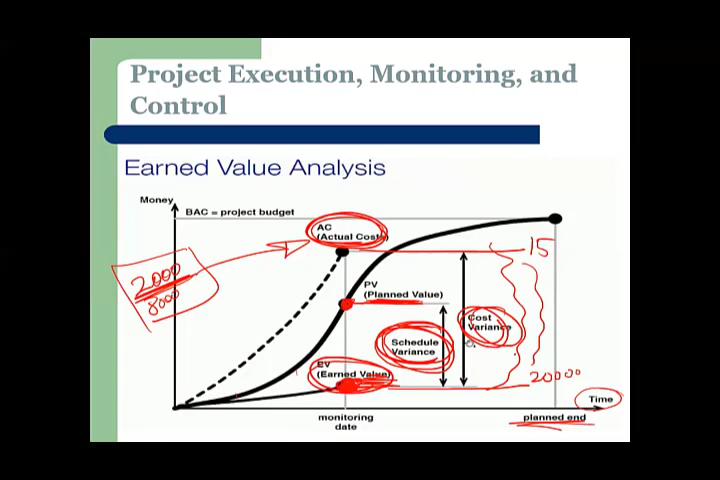 Project Execution, Monitoring, and
Control
Earned Value Analysis
Money
BAC = project budget
AC
(Actual Costs)
15
2000
8000
PV
(Planned Value)
Cost
Variance
Schedule
Variance
EV
(Earned Value)
20000
Time
monitoring
date
planned end